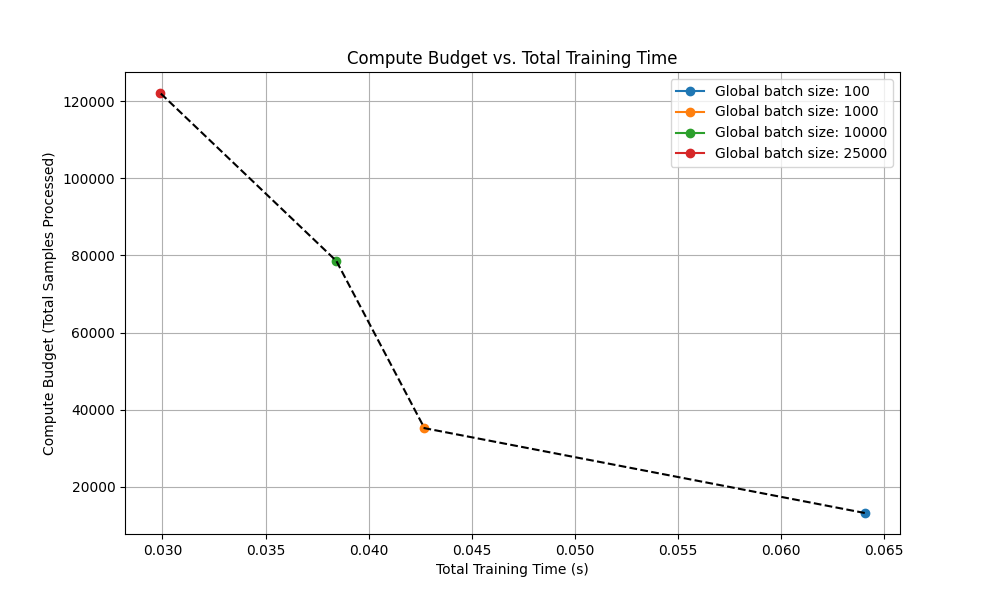 Compute Budget vs. Total Training Time
Global batch size: 100
Global batch size: 1000
Global batch size: 10000
Global batch size: 25000
Compute Budget (Total Samples Processed)
120000
100000
80000
60000
40000
20000
0.030 0.035 0.040 0.045 0.050 0.055 0.060 0.065
Total Training Time (s)